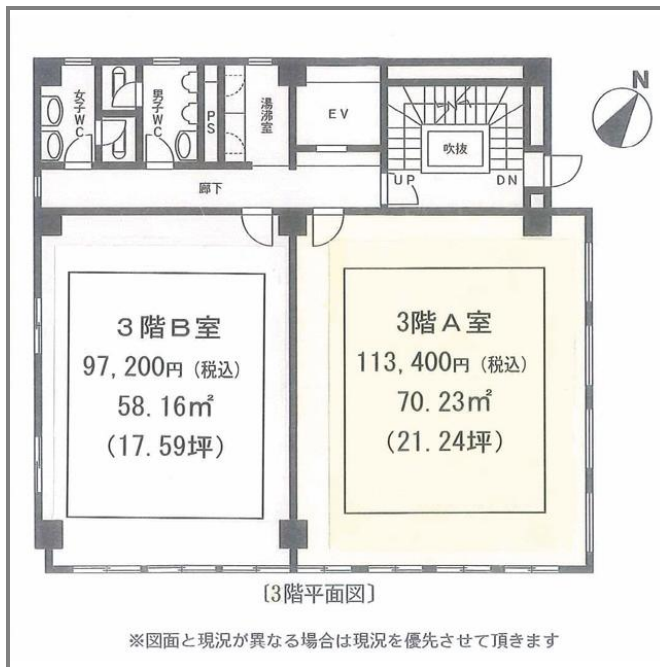 女子WC
男子WC
PS
湯沸室
EV
吹抜
N
廊下
UP
DN
3階B室
97,200円(税込)
58.16㎡
(17.59坪)
3階A室
113,400円(税込)
70.23㎡
(21.24坪)
〔3階平面図〕
※図面と現況が異なる場合は現況を優先させて頂きます